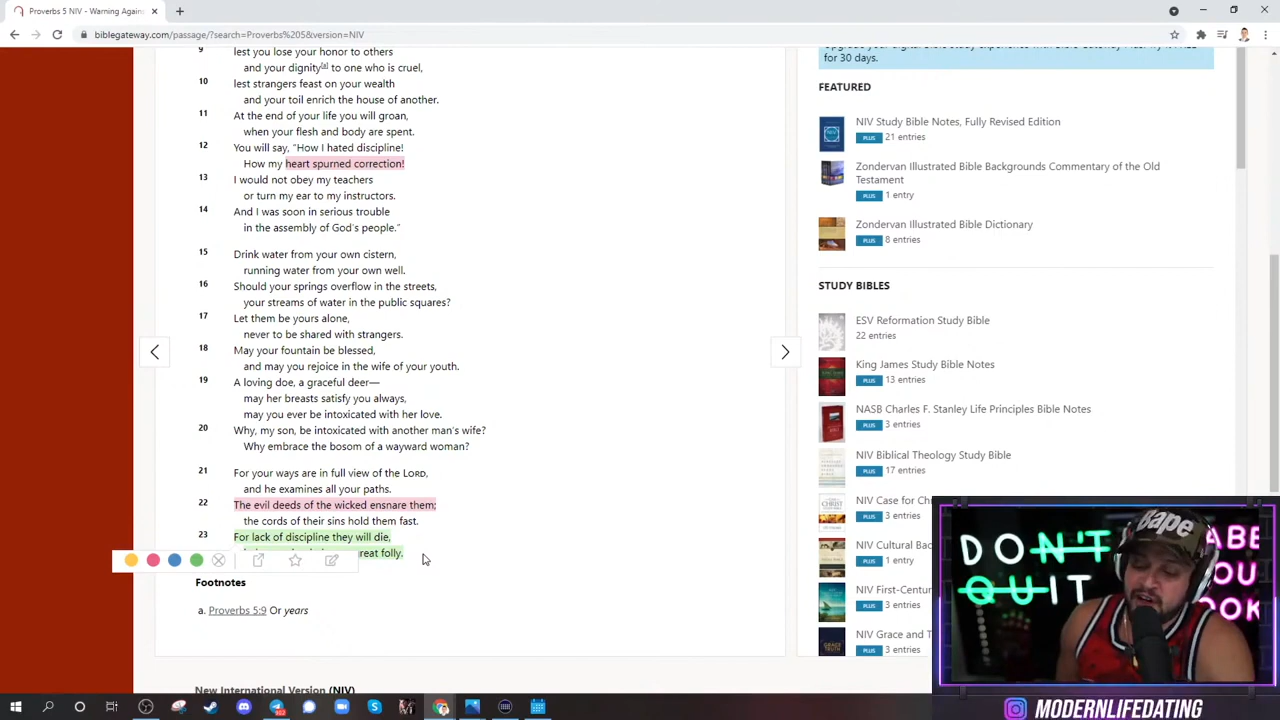 Proverbs 5 NIV - Warning Again
biblegateway.com/passage/?search=Proverbs%205&version=NIV
9 lest you lose your honor to others
and your dignity[a] to one who is cruel,
10 lest strangers feast on your wealth
and your toil enrich the house of another.
11 At the end of your life you will groan,
when your flesh and body are spent.
12 You will say, “How I hated discipline!
How my heart spurned correction!
13 I would not obey my teachers
or turn my ear to my instructors.
14 And I was soon in serious trouble
in the assembly of God’s people.”
15 Drink water from your own cistern,
running water from your own well.
16 Should your springs overflow in the streets,
your streams of water in the public squares?
17 Let them be yours alone,
never to be shared with strangers.
18 May your fountain be blessed,
and may you rejoice in the wife of your youth.
19 A loving doe, a graceful deer—
may her breasts satisfy you always,
may you ever be intoxicated with her love.
20 Why, my son, be intoxicated with another man’s wife?
Why embrace the bosom of a wayward woman?
21 For your ways are in full view of the LORD,
and he examines all your paths.
22 The evil deeds of the wicked ensnare them;
the cords of their sins hold them fast.
23 For lack of discipline they will die,
great folly.
Footnotes
a. Proverbs 5:9 Or years
New International Version (NIV)
for 30 days.
FEATURED
NIV Study Bible Notes, Fully Revised Edition
PLUS 21 entries
Zondervan Illustrated Bible Backgrounds Commentary of the Old
Testament
PLUS 1 entry
Zondervan Illustrated Bible Dictionary
PLUS 8 entries
STUDY BIBLES
ESV Reformation Study Bible
22 entries
King James Study Bible Notes
PLUS 13 entries
NASB Charles F. Stanley Life Principles Bible Notes
PLUS 3 entries
NIV Biblical Theology Study Bible
PLUS 17 entries
NIV Case for Ch
PLUS 3 entries
NIV Cultural Bac
PLUS 1 entry
NIV First-Centur
PLUS 3 entries
NIV Grace and T
PLUS 3 entries
DON'T
QUIT
Bape
ABE
OU
OOK
MODERNLIFEDATING